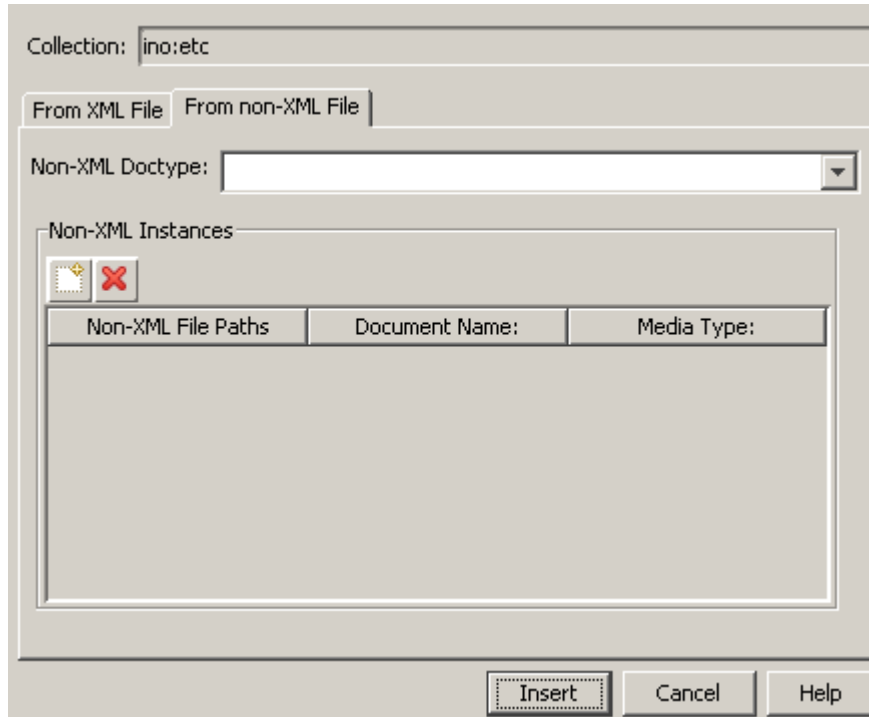 Collection: ino:etc
From XML File From non-XML File
Non-XML Doctype:
Non-XML Instances
Non-XML File Paths Document Name: Media Type:
Insert Cancel Help